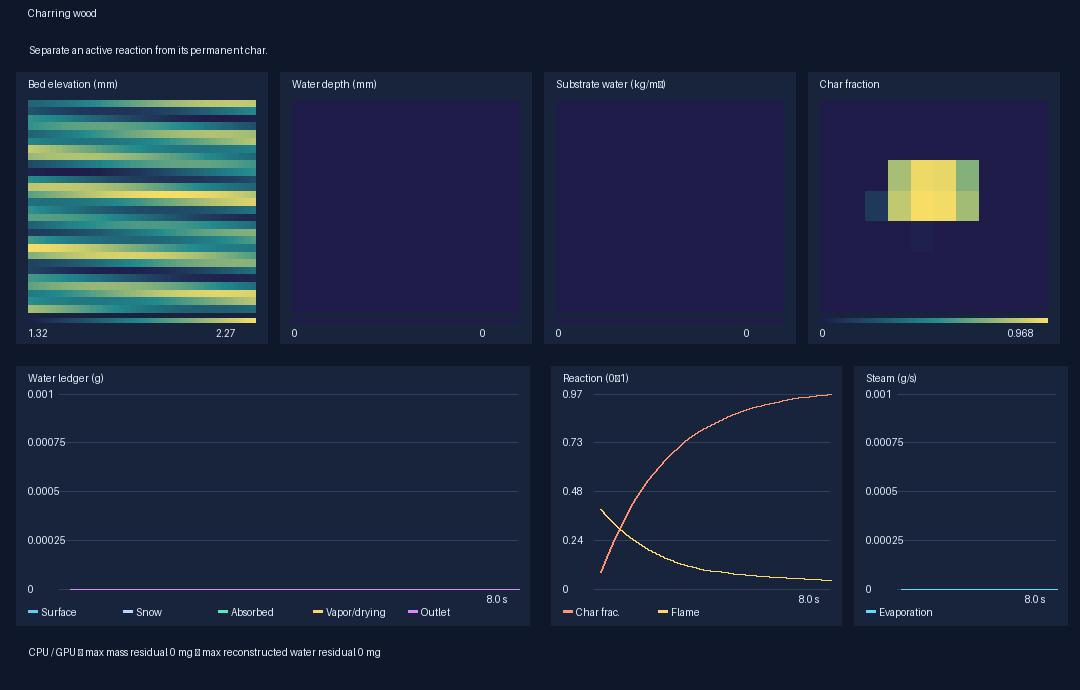 Charring wood
Separate an active reaction from its permanent char.
Bed elevation (mm)
1.32 2.27
Water depth (mm)
0 0
Substrate water (kg/m▯)
0 0
Char fraction
0 0.968
Water ledger (g)
0.001
0.00075
0.0005
0.00025
0
8.0 s
Surface Snow Absorbed Vapor/drying Outlet
Reaction (0▯1)
0.97
0.73
0.48
0.24
0
8.0 s
Char frac. Flame
Steam (g/s)
0.001
0.00075
0.0005
0.00025
0
8.0 s
Evaporation
CPU / GPU ▯ max mass residual 0 mg ▯ max reconstructed water residual 0 mg